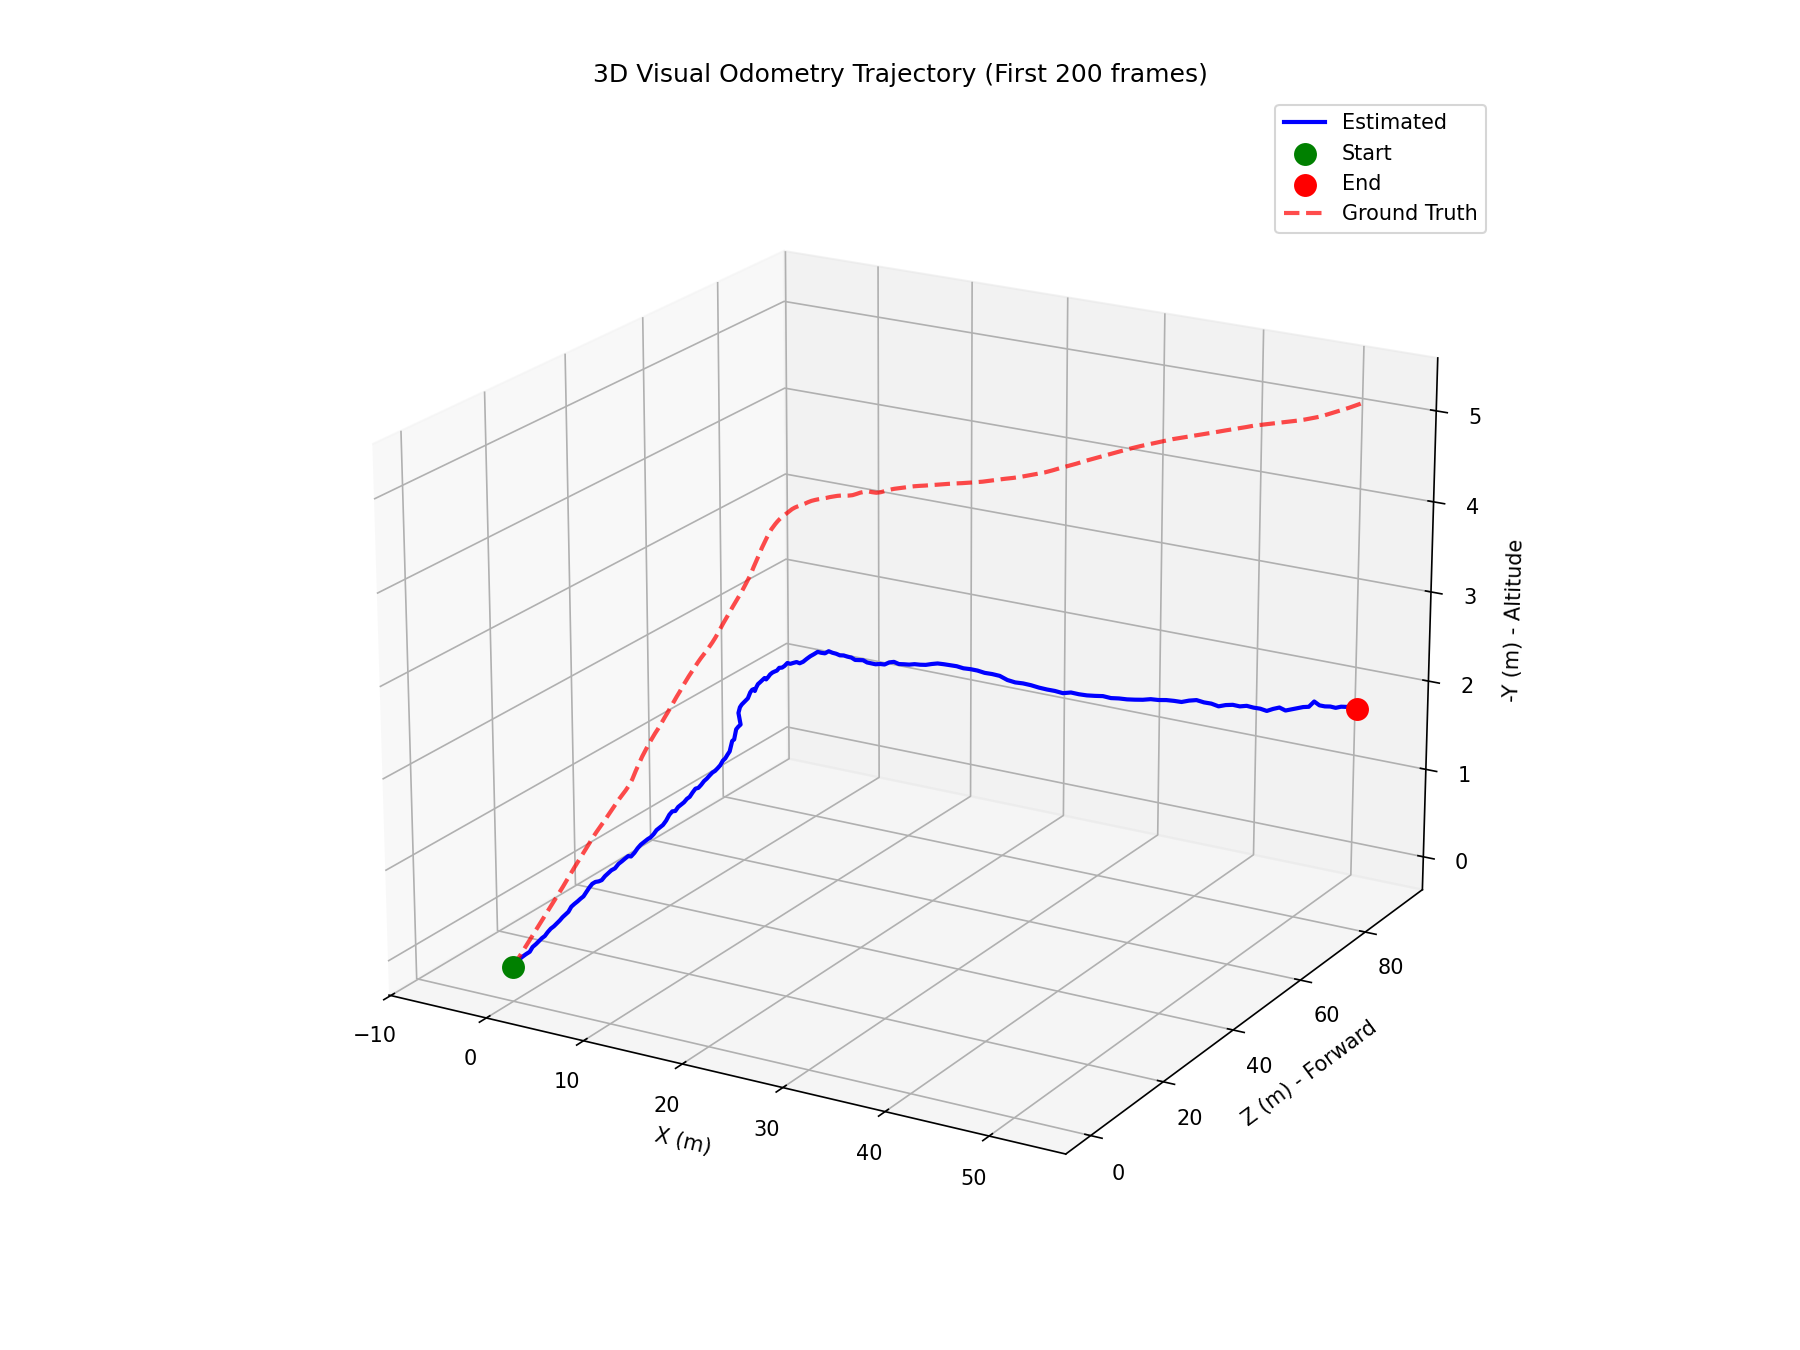 3D Visual Odometry Trajectory (First 200 frames)
Estimated
Start
End
Ground Truth
5
4
3
2
1
0
-Y (m) - Altitude
80
60
40
20
0
Z (m) - Forward
−10
0
10
20
30
40
50
X (m)